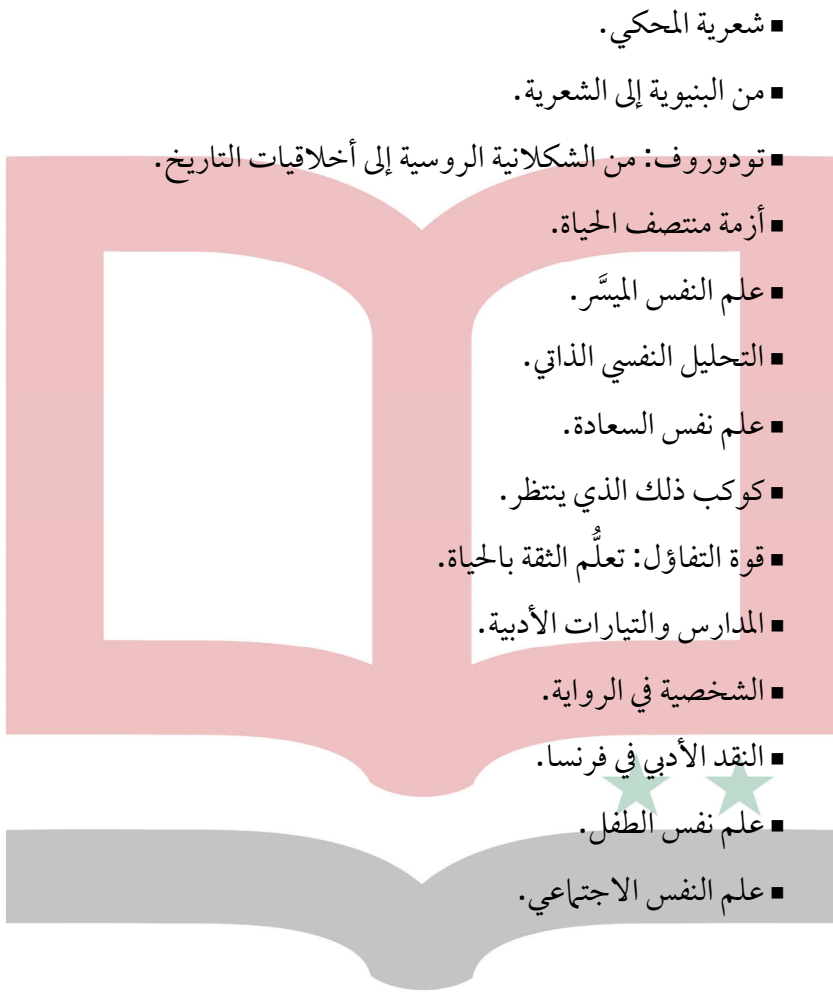 ▪ شعرية المحكي.
▪ من البنيوية إلى الشعرية.
▪ تودوروف: من الشكلانية الروسية إلى أخلاقيات التاريخ.
▪ أزمة منتصف الحياة.
▪ علم النفس الميسَّر.
▪ التحليل النفسي الذاتي.
▪ علم نفس السعادة.
▪ كوكب ذلك الذي ينتظر.
▪ قوة التفاؤل: تعلُّم الثقة بالحياة.
▪ المدارس والتيارات الأدبية.
▪ الشخصية في الرواية.
▪ النقد الأدبي في فرنسا.
▪ علم نفس الطفل.
▪ علم النفس الاجتماعي.